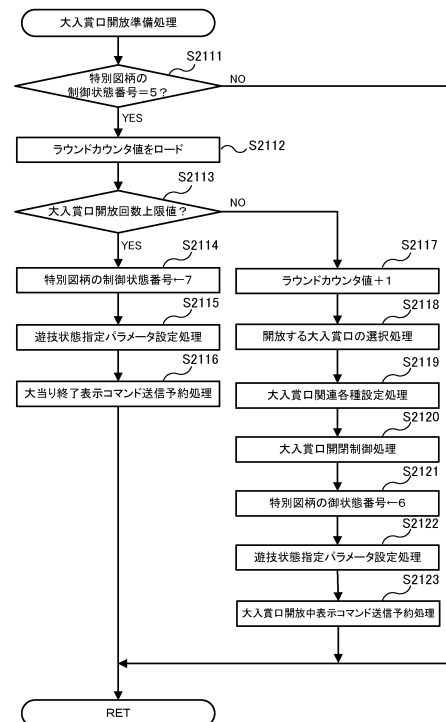 大入賞口開放準備処理
S2111
特別図柄の
制御状態番号=5?
NO
YES
ラウンドカウンタ値をロード
S2112
S2113
大入賞口開放回数上限値?
NO
YES
S2114
特別図柄の制御状態番号←7
S2115
遊技状態指定パラメータ設定処理
S2116
大当り終了表示コマンド送信予約処理
S2117
ラウンドカウンタ値+1
S2118
開放する大入賞口の選択処理
S2119
大入賞口関連各種設定処理
S2120
大入賞口開閉制御処理
S2121
特別図柄の御状態番号←6
S2122
遊技状態指定パラメータ設定処理
S2123
大入賞口開放中表示コマンド送信予約処理
RET